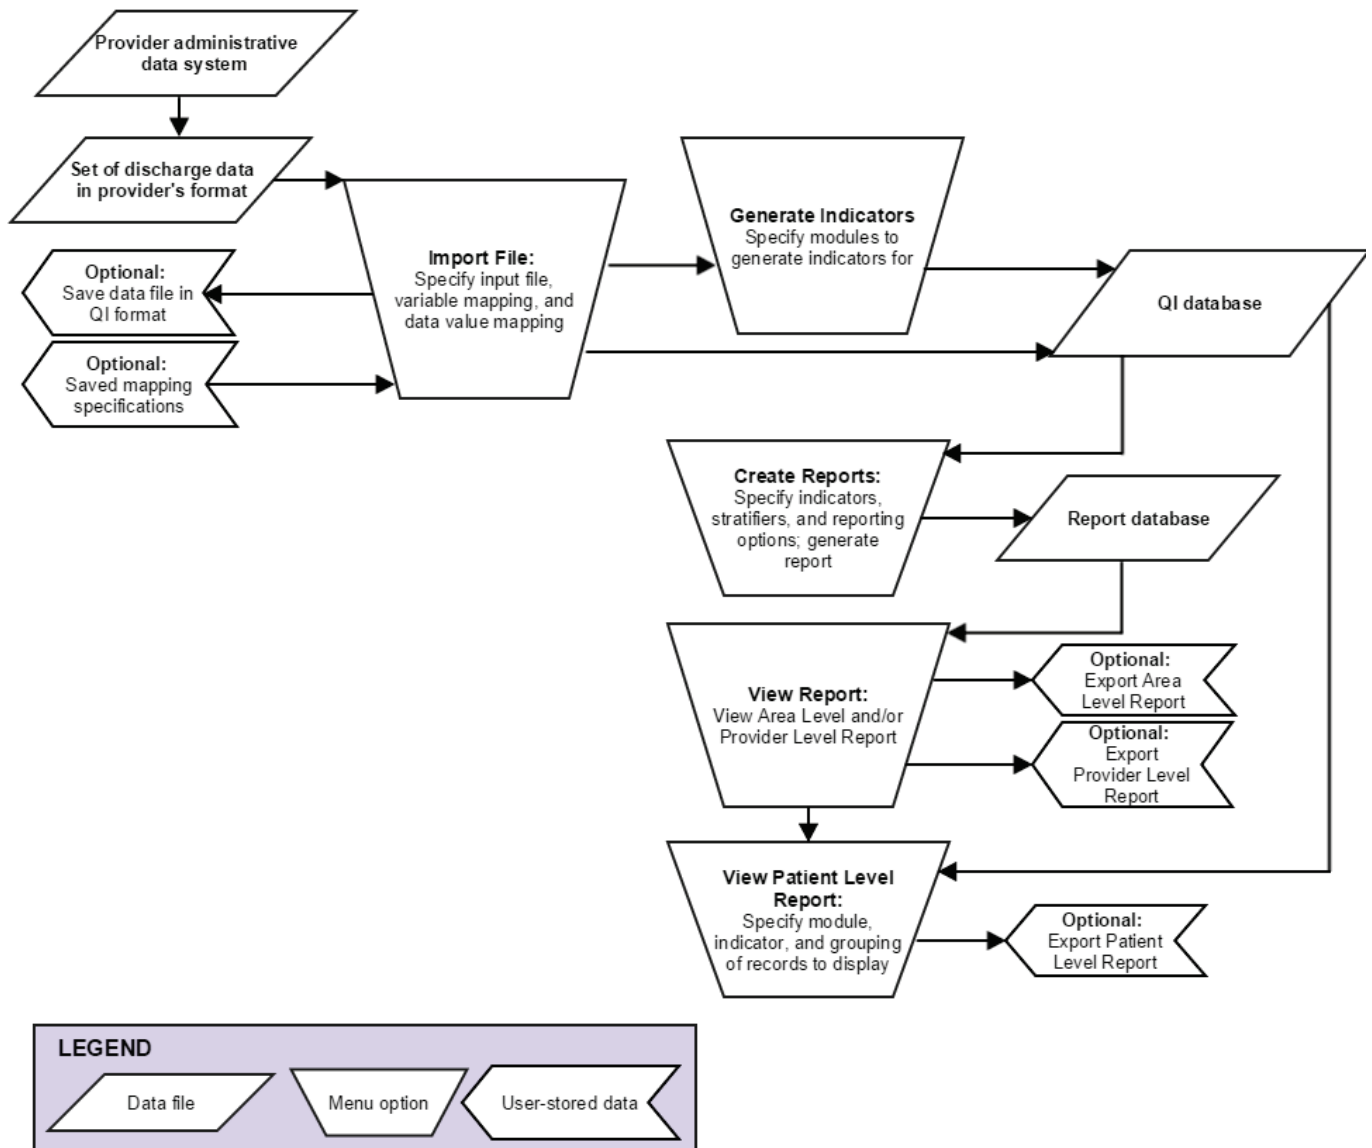 Provider administrative
data system
Set of discharge data
in provider's format
Import File:
Specify input file,
variable mapping, and
data value mapping
Optional:
Save data file in
QI format
Optional:
Saved mapping
specifications
Generate Indicators
Specify modules to
generate indicators for
QI database
Create Reports:
Specify indicators,
stratifiers, and reporting
options; generate
report
Report database
View Report:
View Area Level and/or
Provider Level Report
Optional:
Export Area
Level Report
Optional:
Export
Provider Level
Report
View Patient Level
Report:
Specify module,
indicator, and grouping
of records to display
Optional:
Export Patient
Level Report
LEGEND
Data file
Menu option
User-stored data